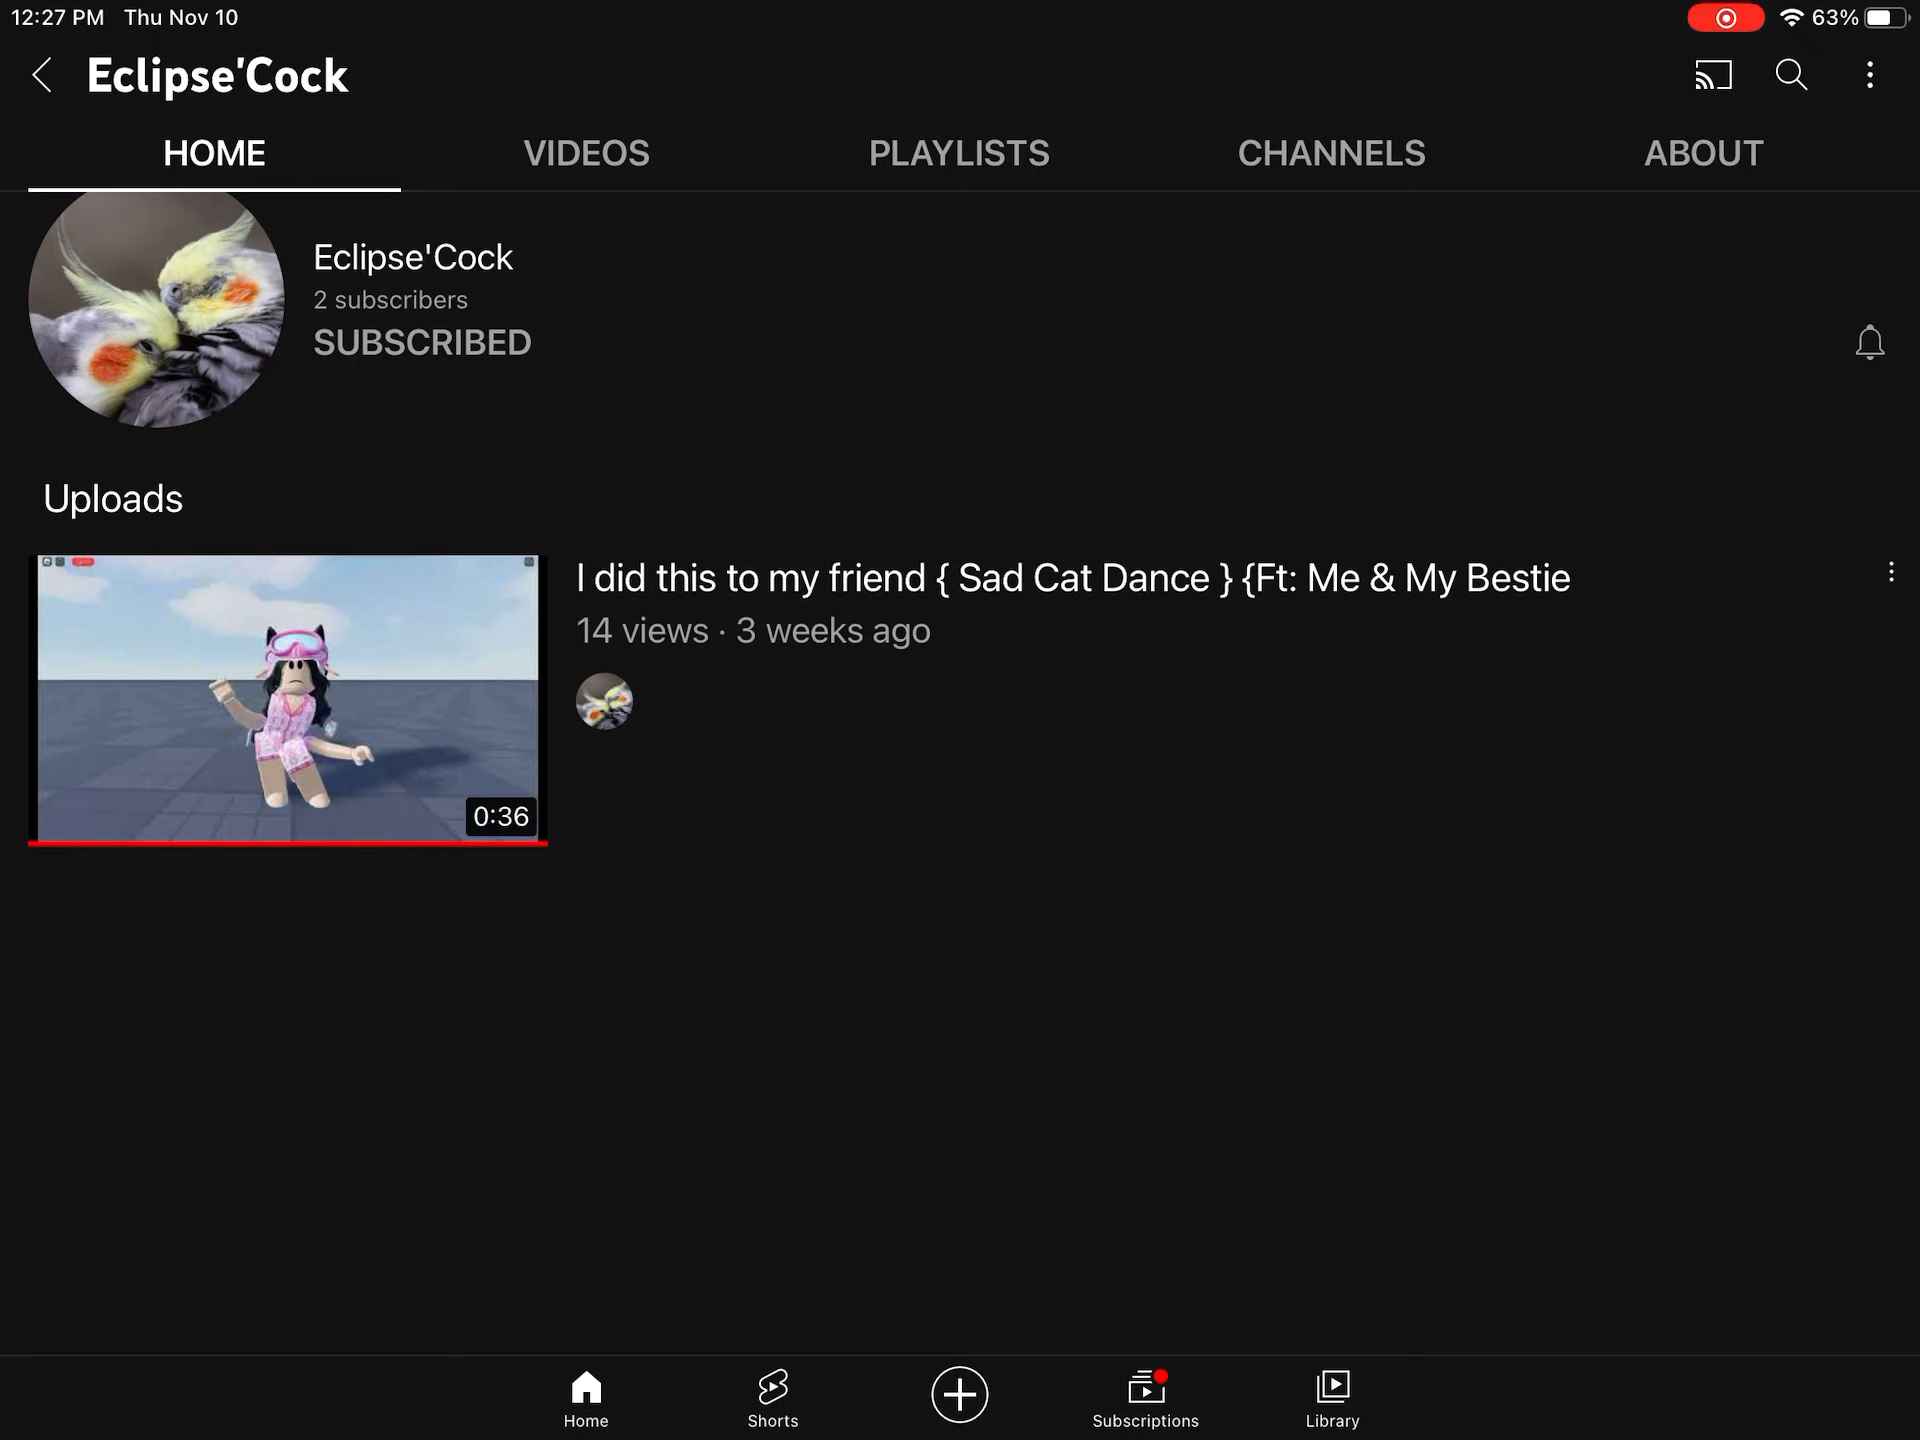 12:27 PM Thu Nov 10
63%
Eclipse'Cock
HOME
VIDEOS
PLAYLISTS
CHANNELS
ABOUT
Eclipse'Cock
2 subscribers
SUBSCRIBED
Uploads
0:36
I did this to my friend { Sad Cat Dance } {Ft: Me & My Bestie
14 views · 3 weeks ago
Home
Shorts
Subscriptions
Library